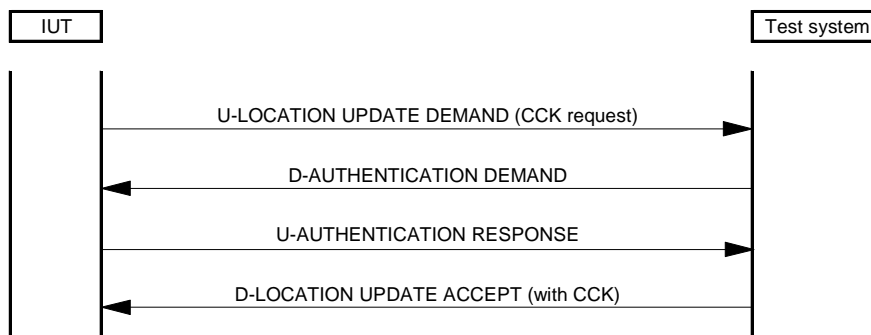 IUT
Test system
U-LOCATION UPDATE DEMAND (CCK request)
D-AUTHENTICATION DEMAND
U-AUTHENTICATION RESPONSE
D-LOCATION UPDATE ACCEPT (with CCK)